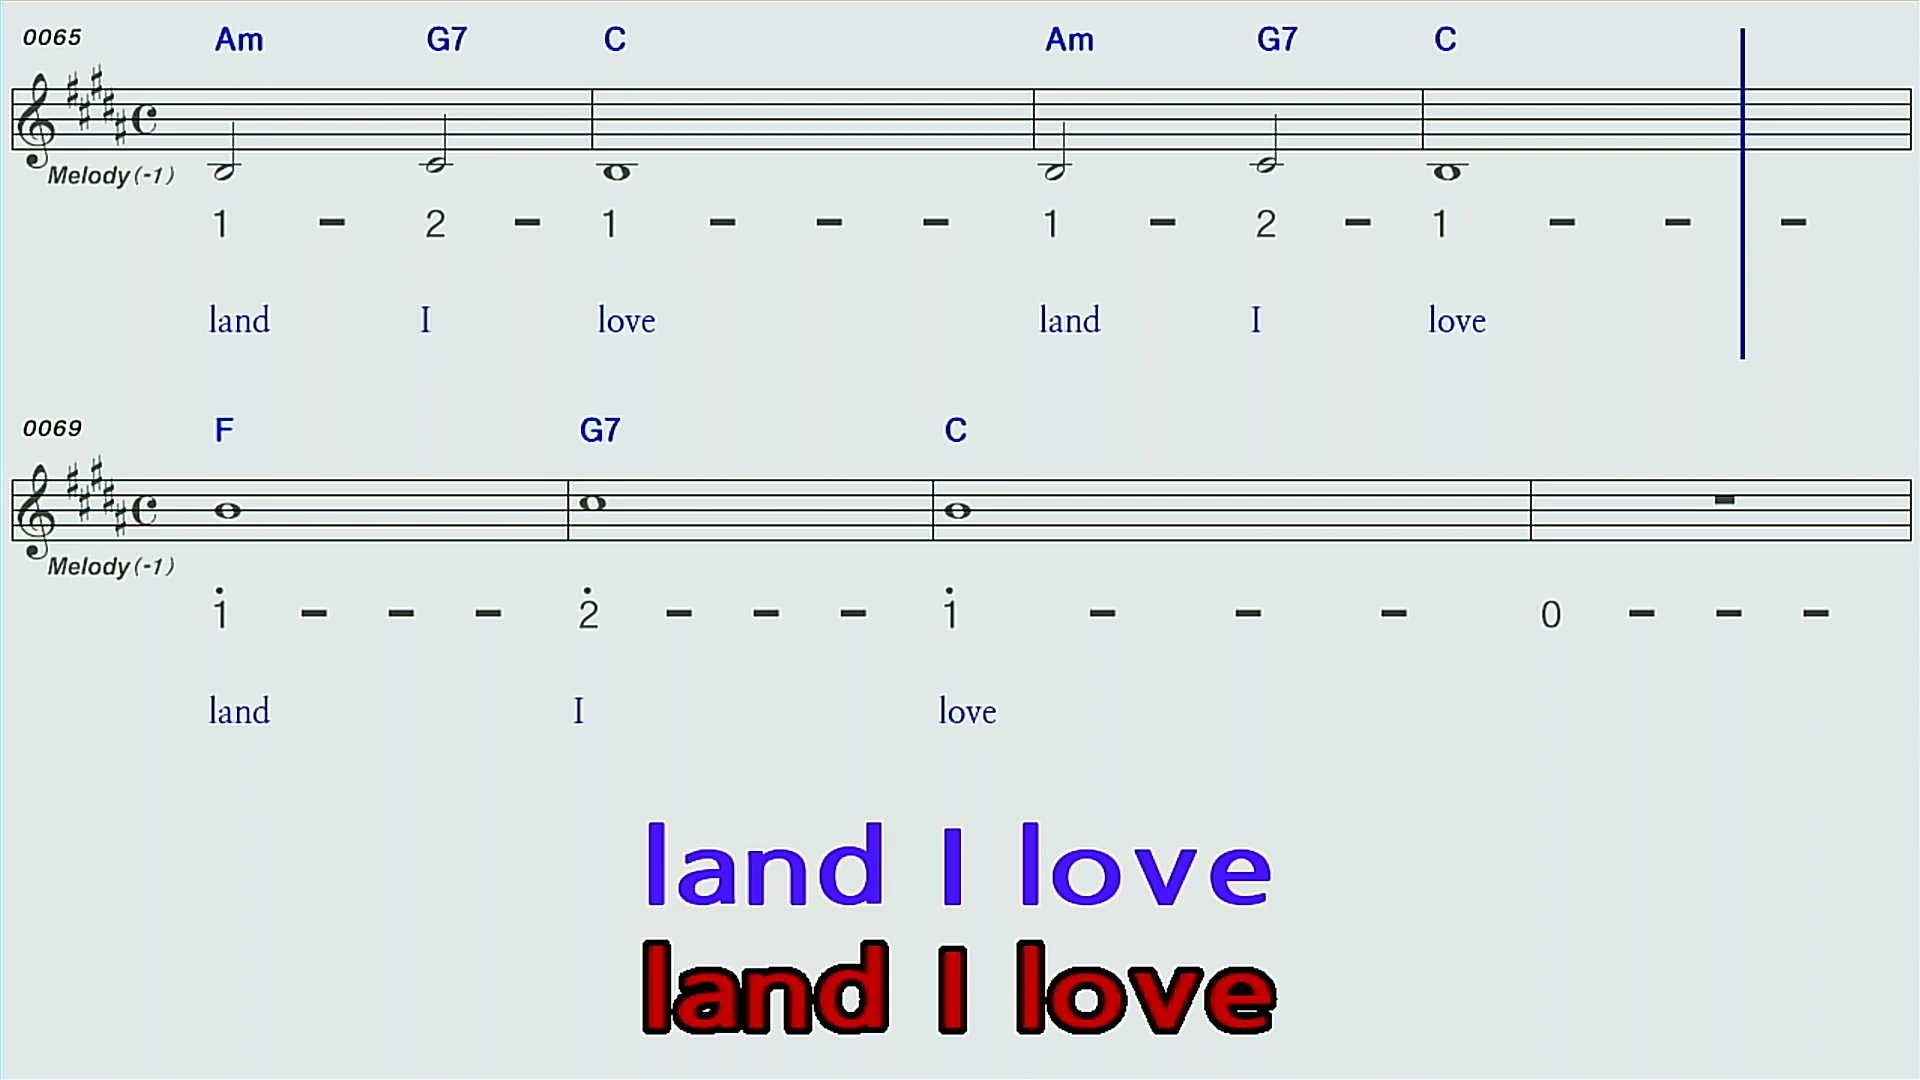 0065 Am G7 C Am G7 C
Melody(-1)
1 - 2 - 1 - - - 1 - 2 - 1 - - -
land I love land I love
0069 F G7 C
Melody(-1)
1̇ - - - 2̇ - - - 1̇ - - - 0 - - -
land I love
land I love
land I love